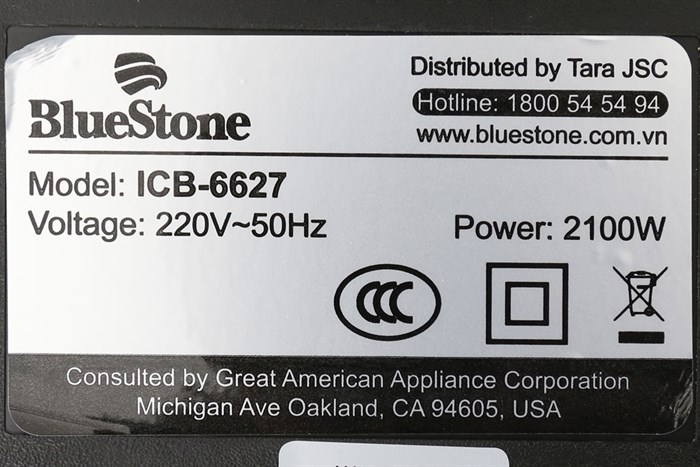 BlueStone
Distributed by Tara JSC
Hotline: 1800 54 54 94
www.bluestone.com.vn
Model: ICB-6627
Voltage: 220V~50Hz
Power: 2100W
CCC
Consulted by Great American Appliance Corporation
Michigan Ave Oakland, CA 94605, USA